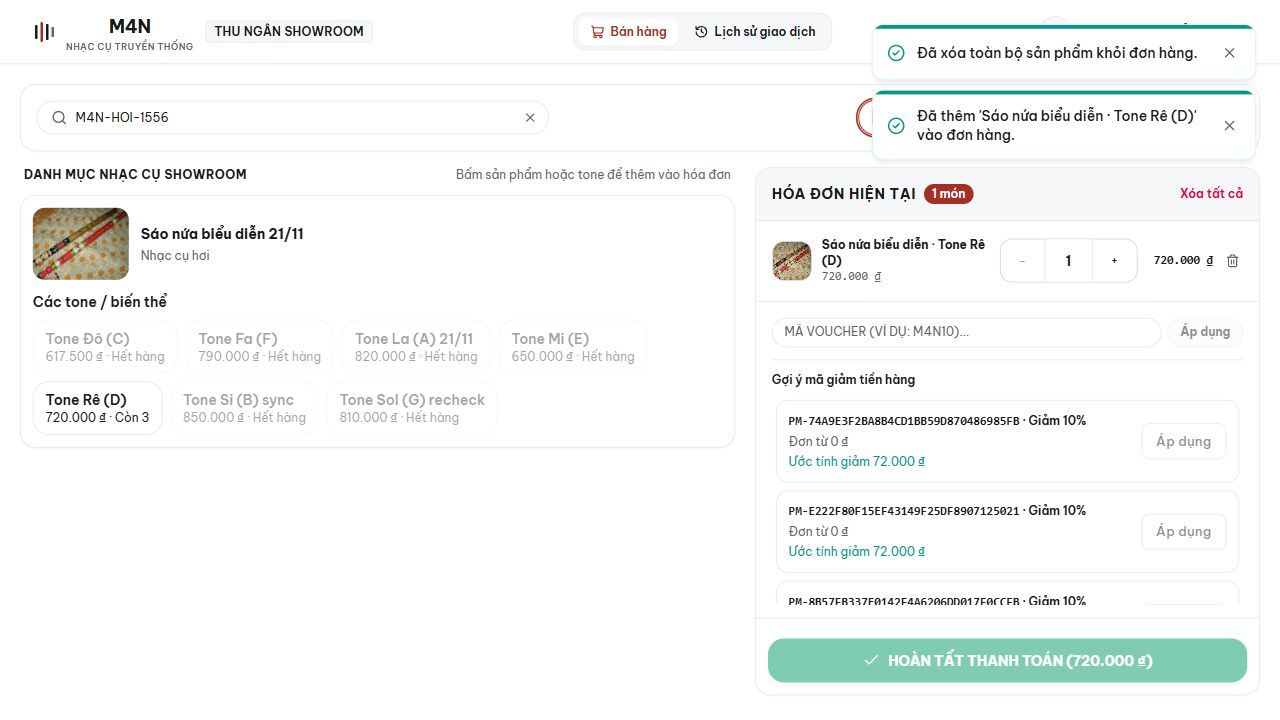 M4N
NHẠC CỤ TRUYỀN THỐNG
THU NGÂN SHOWROOM
Bán hàng
Lịch sử giao dịch
Đã xóa toàn bộ sản phẩm khỏi đơn hàng.
Đã thêm 'Sáo nứa biểu diễn · Tone Rê (D)'
vào đơn hàng.
M4N-HOI-1556
DANH MỤC NHẠC CỤ SHOWROOM
Bấm sản phẩm hoặc tone để thêm vào hóa đơn
Sáo nứa biểu diễn 21/11
Nhạc cụ hơi
Các tone / biến thể
Tone Đô (C)
617.500 ₫ · Hết hàng
Tone Fa (F)
790.000 ₫ · Hết hàng
Tone La (A) 21/11
820.000 ₫ · Hết hàng
Tone Mi (E)
650.000 ₫ · Hết hàng
Tone Rê (D)
720.000 ₫ · Còn 3
Tone Si (B) sync
850.000 ₫ · Hết hàng
Tone Sol (G) recheck
810.000 ₫ · Hết hàng
HÓA ĐƠN HIỆN TẠI
1 món
Xóa tất cả
Sáo nứa biểu diễn · Tone Rê
(D)
720.000 ₫
-
1
+
720.000 ₫
MÃ VOUCHER (VÍ DỤ: M4N10)...
Áp dụng
Gợi ý mã giảm tiền hàng
PM-74A9E3F2BA8B4CD1BB59D870486985FB · Giảm 10%
Đơn từ 0 ₫
Ước tính giảm 72.000 ₫
Áp dụng
PM-E222F80F15EF43149F25DF8907125021 · Giảm 10%
Đơn từ 0 ₫
Ước tính giảm 72.000 ₫
Áp dụng
PM-8B57FB337E0142F4A6206DD017F0CCFB · Giảm 10%
HOÀN TẤT THANH TOÁN (720.000 ₫)